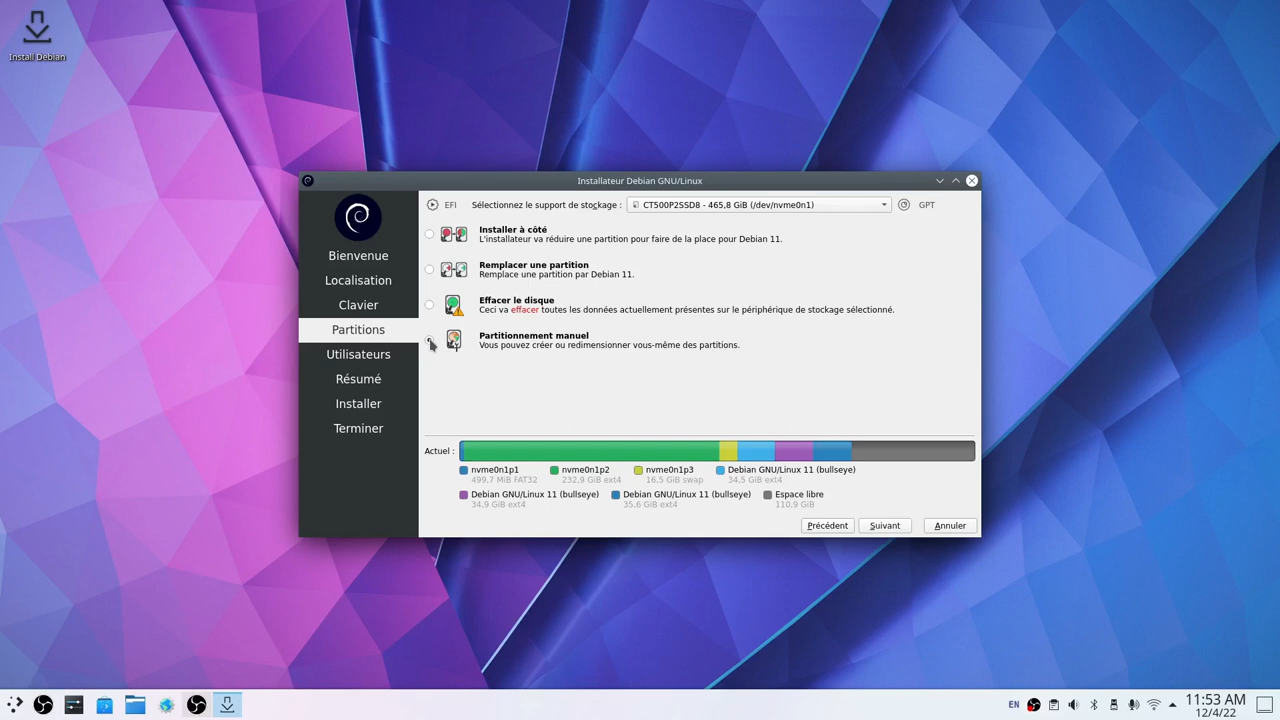 Install Debian
Installateur Debian GNU/Linux
EFI
Sélectionnez le support de stockage :
CT500P2SSD8 - 465,8 GiB (/dev/nvme0n1)
GPT
Bienvenue
Localisation
Clavier
Partitions
Utilisateurs
Résumé
Installer
Terminer
Installer à côté
L'installateur va réduire une partition pour faire de la place pour Debian 11.
Remplacer une partition
Remplace une partition par Debian 11.
Effacer le disque
Ceci va effacer toutes les données actuellement présentes sur le périphérique de stockage sélectionné.
Partitionnement manuel
Vous pouvez créer ou redimensionner vous-même des partitions.
Actuel :
nvme0n1p1
499,7 MiB FAT32
nvme0n1p2
232,9 GiB ext4
nvme0n1p3
16,5 GiB swap
Debian GNU/Linux 11 (bullseye)
34,5 GiB ext4
Debian GNU/Linux 11 (bullseye)
34,9 GiB ext4
Debian GNU/Linux 11 (bullseye)
35,6 GiB ext4
Espace libre
110,9 GiB
Précédent
Suivant
Annuler
EN
11:53 AM
12/4/22